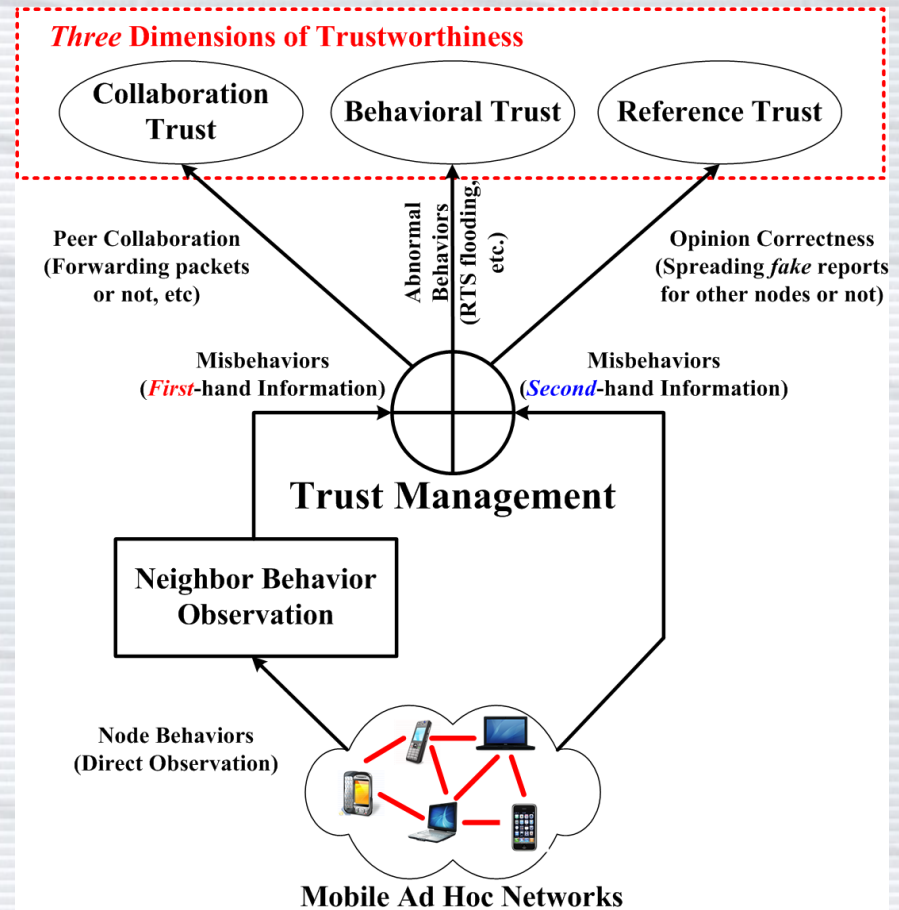 Three Dimensions of Trustworthiness
Collaboration
Trust
Behavioral Trust
Reference Trust
Peer Collaboration
(Forwarding packets
or not, etc)
Abnormal
Behaviors
(RTS flooding,
etc.)
Opinion Correctness
(Spreading fake reports
for other nodes or not)
Misbehaviors
(First-hand Information)
Misbehaviors
(Second-hand Information)
Trust Management
Neighbor Behavior
Observation
Node Behaviors
(Direct Observation)
Mobile Ad Hoc Networks